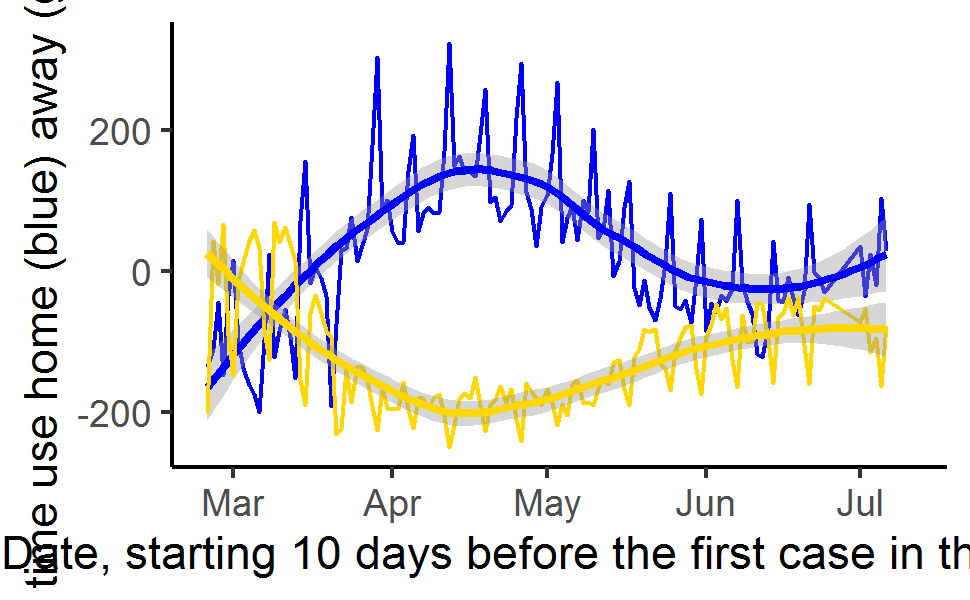 time use home (blue) away (
200
0
-200
Mar Apr May Jun Jul
Date, starting 10 days before the first case in th